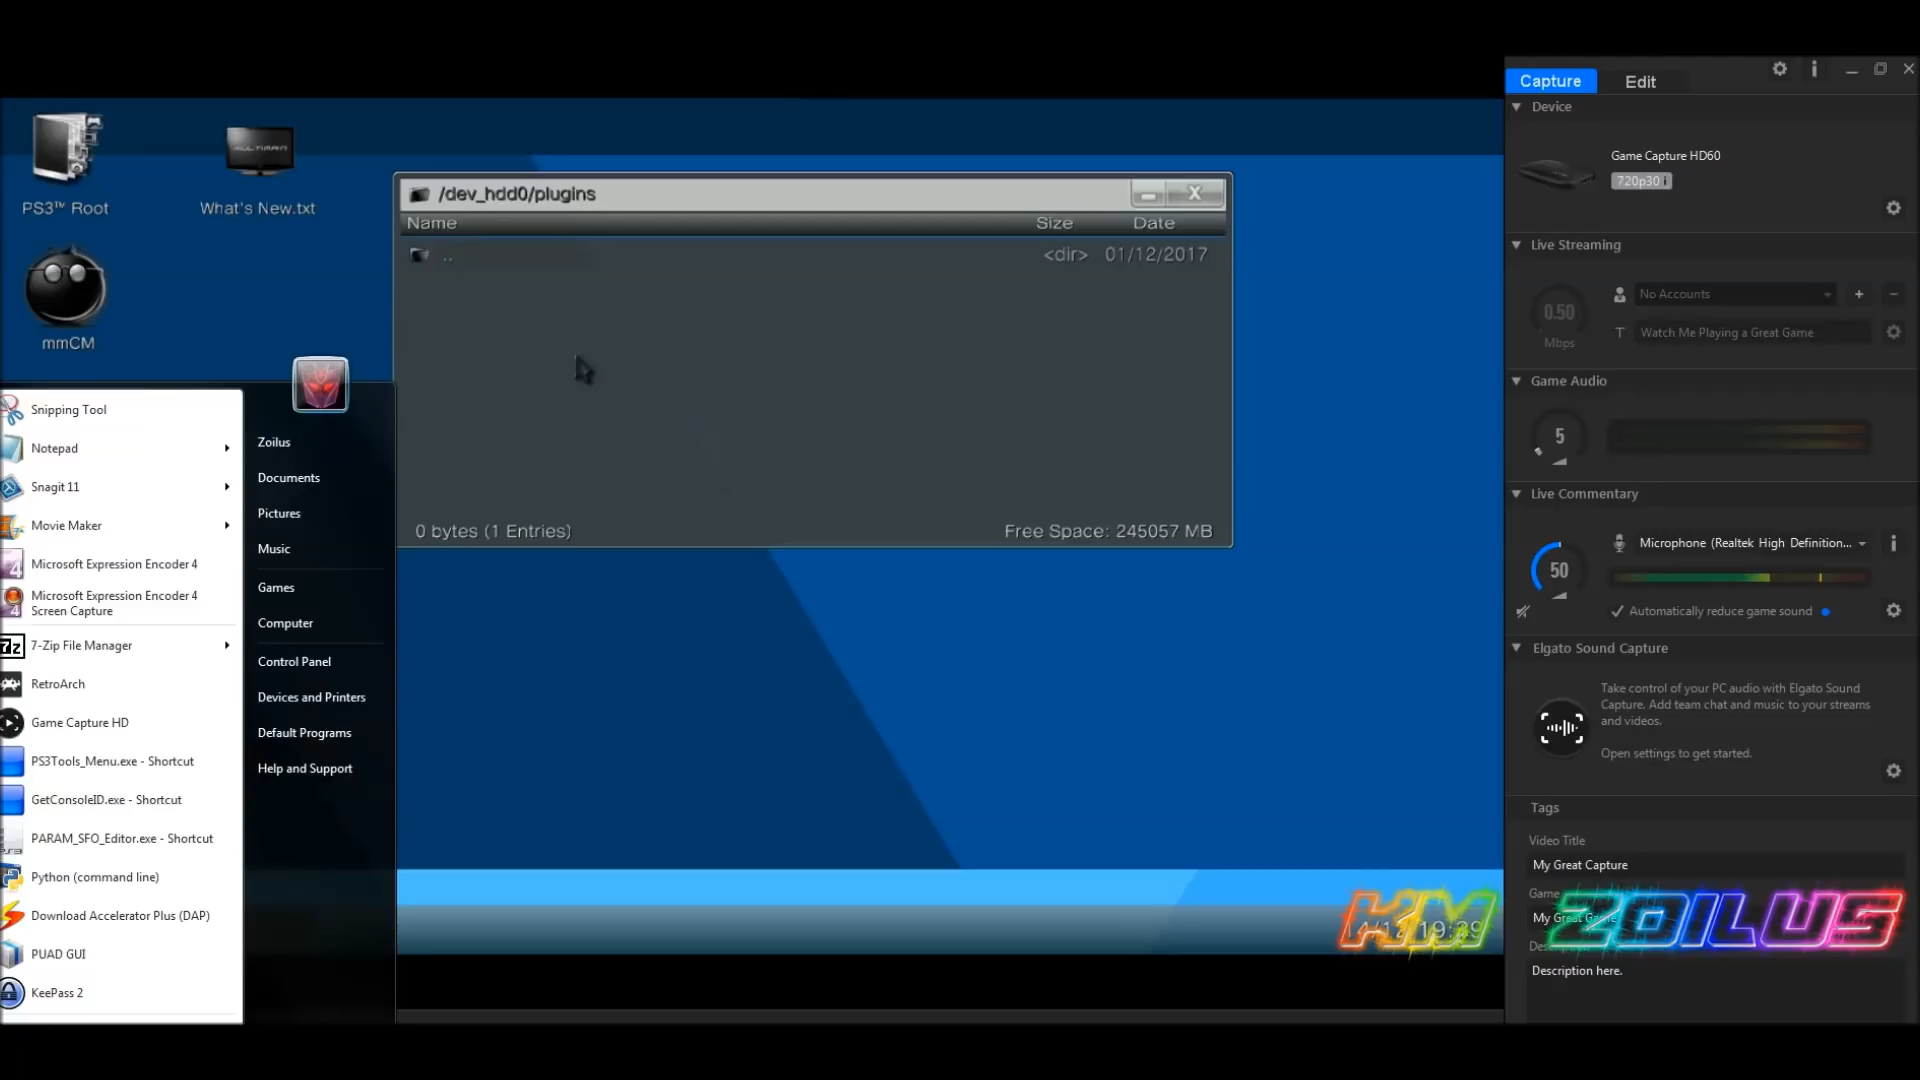 PS3™ Root
What's New.txt
mmCM
MULTIMAN
/dev_hdd0/plugins
X
Name Size Date
.. <dir> 01/12/2017
0 bytes (1 Entries) Free Space: 245057 MB
Snipping Tool
Notepad
Snagit 11
Movie Maker
Microsoft Expression Encoder 4
Microsoft Expression Encoder 4
Screen Capture
7-Zip File Manager
RetroArch
Game Capture HD
PS3Tools_Menu.exe - Shortcut
GetConsoleID.exe - Shortcut
PARAM_SFO_Editor.exe - Shortcut
Python (command line)
Download Accelerator Plus (DAP)
PUAD GUI
KeePass 2
Zoilus
Documents
Pictures
Music
Games
Computer
Control Panel
Devices and Printers
Default Programs
Help and Support
Capture Edit
Device
Game Capture HD60
720p30
Live Streaming
0.50
Mbps
No Accounts
T Watch Me Playing a Great Game
Game Audio
5
Live Commentary
50
Microphone (Realtek High Definition...
Automatically reduce game sound
Elgato Sound Capture
Take control of your PC audio with Elgato Sound
Capture. Add team chat and music to your streams
and videos.
Open settings to get started.
Tags
Video Title
My Great Capture
Game
My Great Game
Description here.
KM ZOILUS